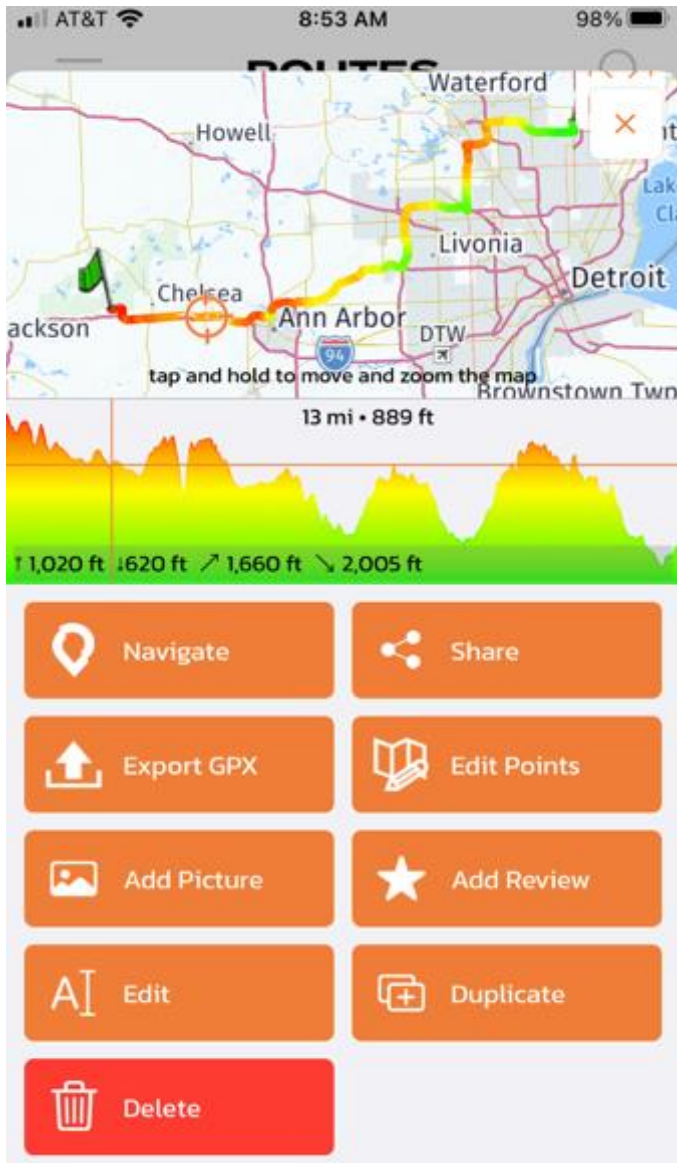 AT&T 8:53 AM 98%
ROUTES
Waterford
Howell
Livonia
Detroit
Chelsea
Ann Arbor
ackson
DTW
94
tap and hold to move and zoom the map
Brownstown Twp
13 mi • 889 ft
↑ 1,020 ft ↓620 ft ↗ 1,660 ft ↘ 2,005 ft
Navigate
Share
Export GPX
Edit Points
Add Picture
Add Review
Edit
Duplicate
Delete